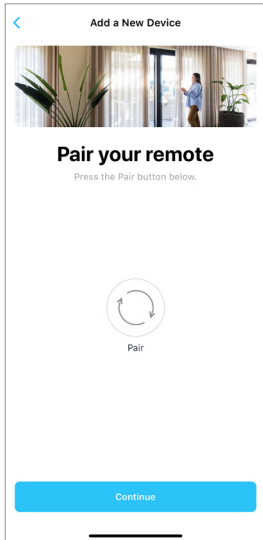 Add a New Device
Pair your remote
Press the Pair button below.
Pair
Continue